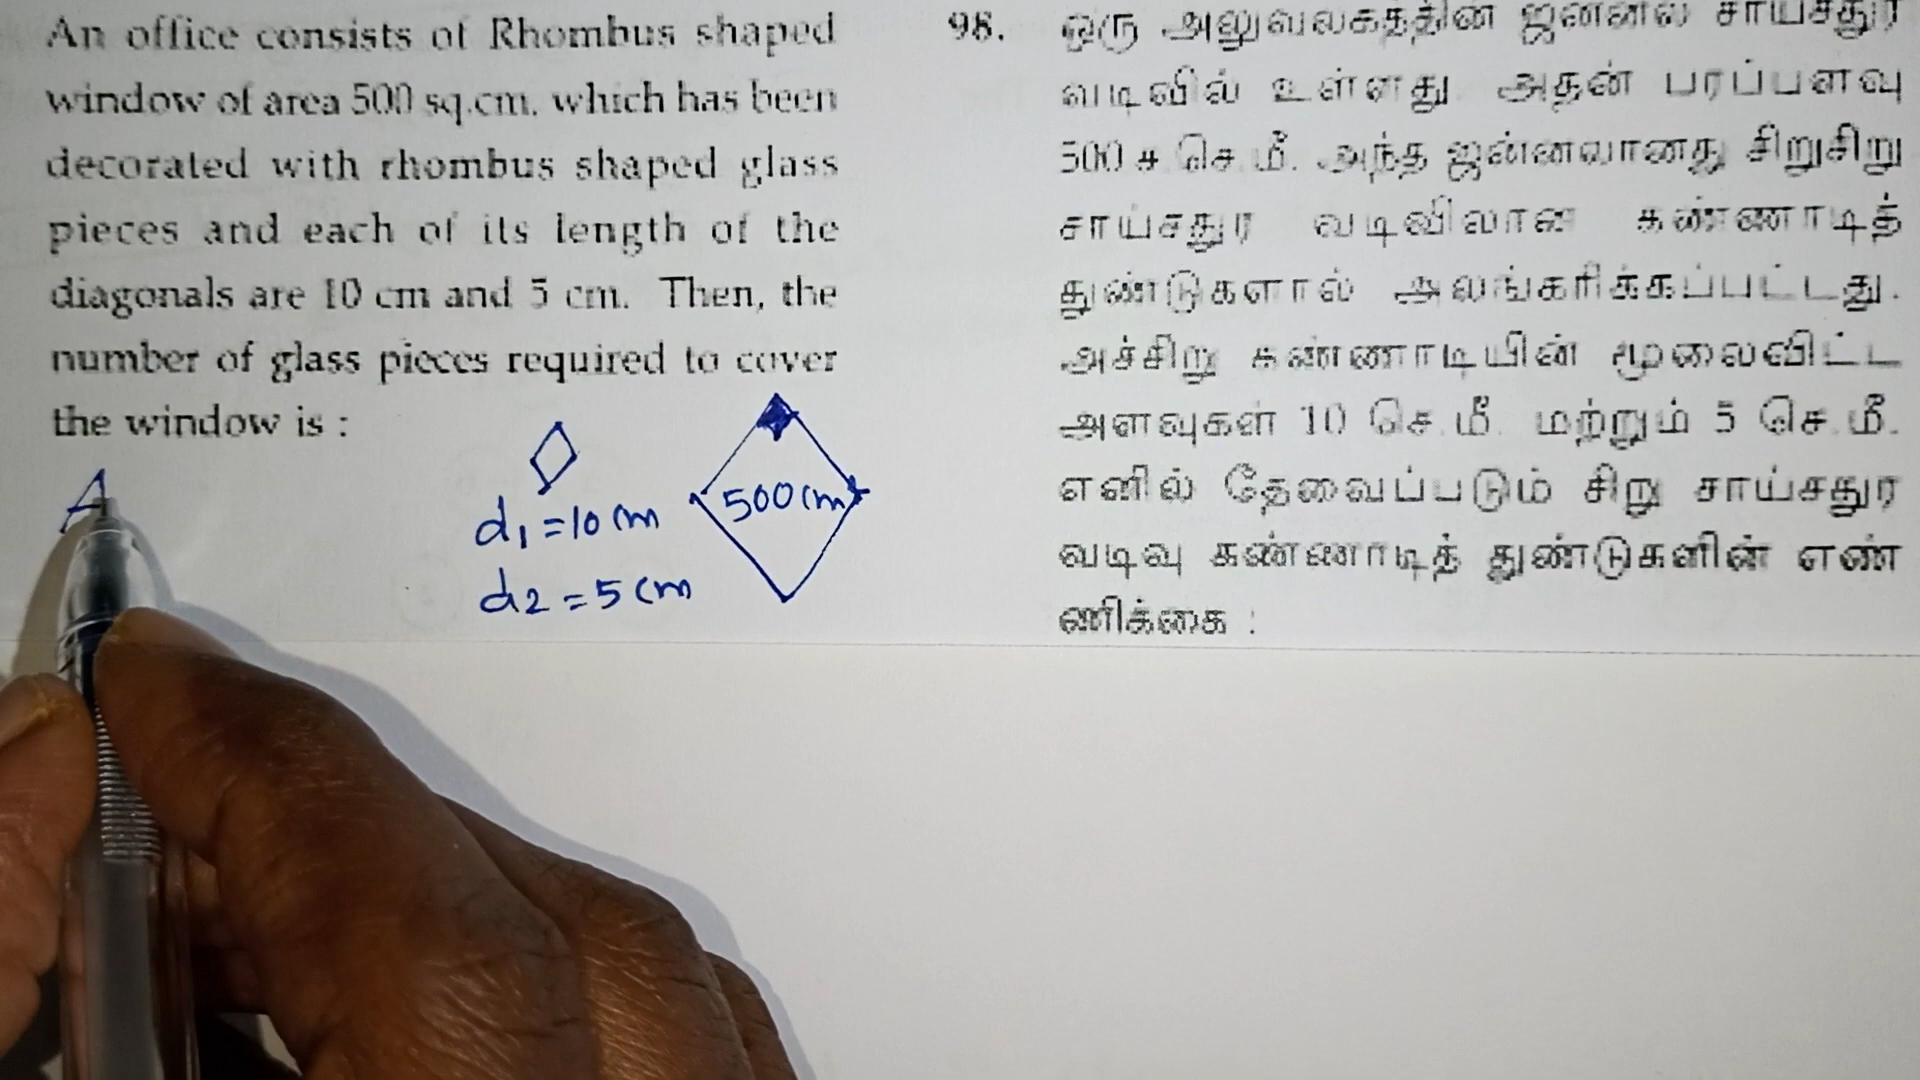 An office consists of Rhombus shaped
window of area 500 sq.cm. which has been
decorated with rhombus shaped glass
pieces and each of its length of the
diagonals are 10 cm and 5 cm. Then, the
number of glass pieces required to cover
the window is :
A
d1 = 10 cm
d2 = 5 cm
500 cm
98. ஒரு அலுவலகத்தின் ஜன்னல் சாய்சதுர
வடிவில் உள்ளது. அதன் பரப்பளவு
500 ச.செ.மீ. அந்த ஜன்னலானது சிறுசிறு
சாய்சதுர வடிவிலான கண்ணாடித்
துண்டுகளால் அலங்கரிக்கப்பட்டது.
அச்சிறு கண்ணாடியின் மூலைவிட்ட
அளவுகள் 10 செ.மீ. மற்றும் 5 செ.மீ.
எனில் தேவைப்படும் சிறு சாய்சதுர
வடிவு கண்ணாடித் துண்டுகளின் எண்
ணிக்கை :